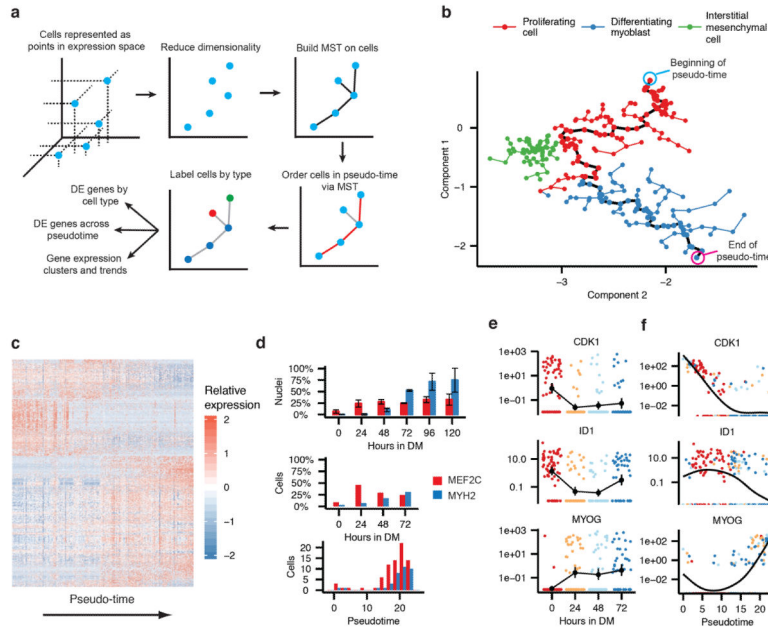 a
Cells represented as
points in expression space
Reduce dimensionality
Build MST on cells
Label cells by type
Order cells in pseudo-time
via MST
DE genes by
cell type
DE genes across
pseudotime
Gene expression
clusters and trends
b
Proliferating
cell
Differentiating
myoblast
Interstitial
mesenchymal
cell
Beginning of
pseudo-time
Component 1
0
−1
−2
End of
pseudo-time
−3
−2
Component 2
c
Relative
expression
2
1
0
−1
−2
Pseudo-time
d
Nuclei
100%
75%
50%
25%
0 24 48 72 96 120
Hours in DM
Cells
100%
75%
50%
25%
0 24 48 72
Hours in DM
MEF2C
MYH2
Cells
20
15
10
5
0
0 10 20
Pseudotime
e
CDK1
1e+03
1e+01
1e−01
ID1
10.0
0.1
MYOG
1e+03
1e+01
1e−01
0 24 48 72
Hours in DM
f
CDK1
1e+02
1e+00
1e−02
ID1
10.0
0.1
MYOG
1e+02
1e+00
1e−02
0 5 10 15 20
Pseudotime